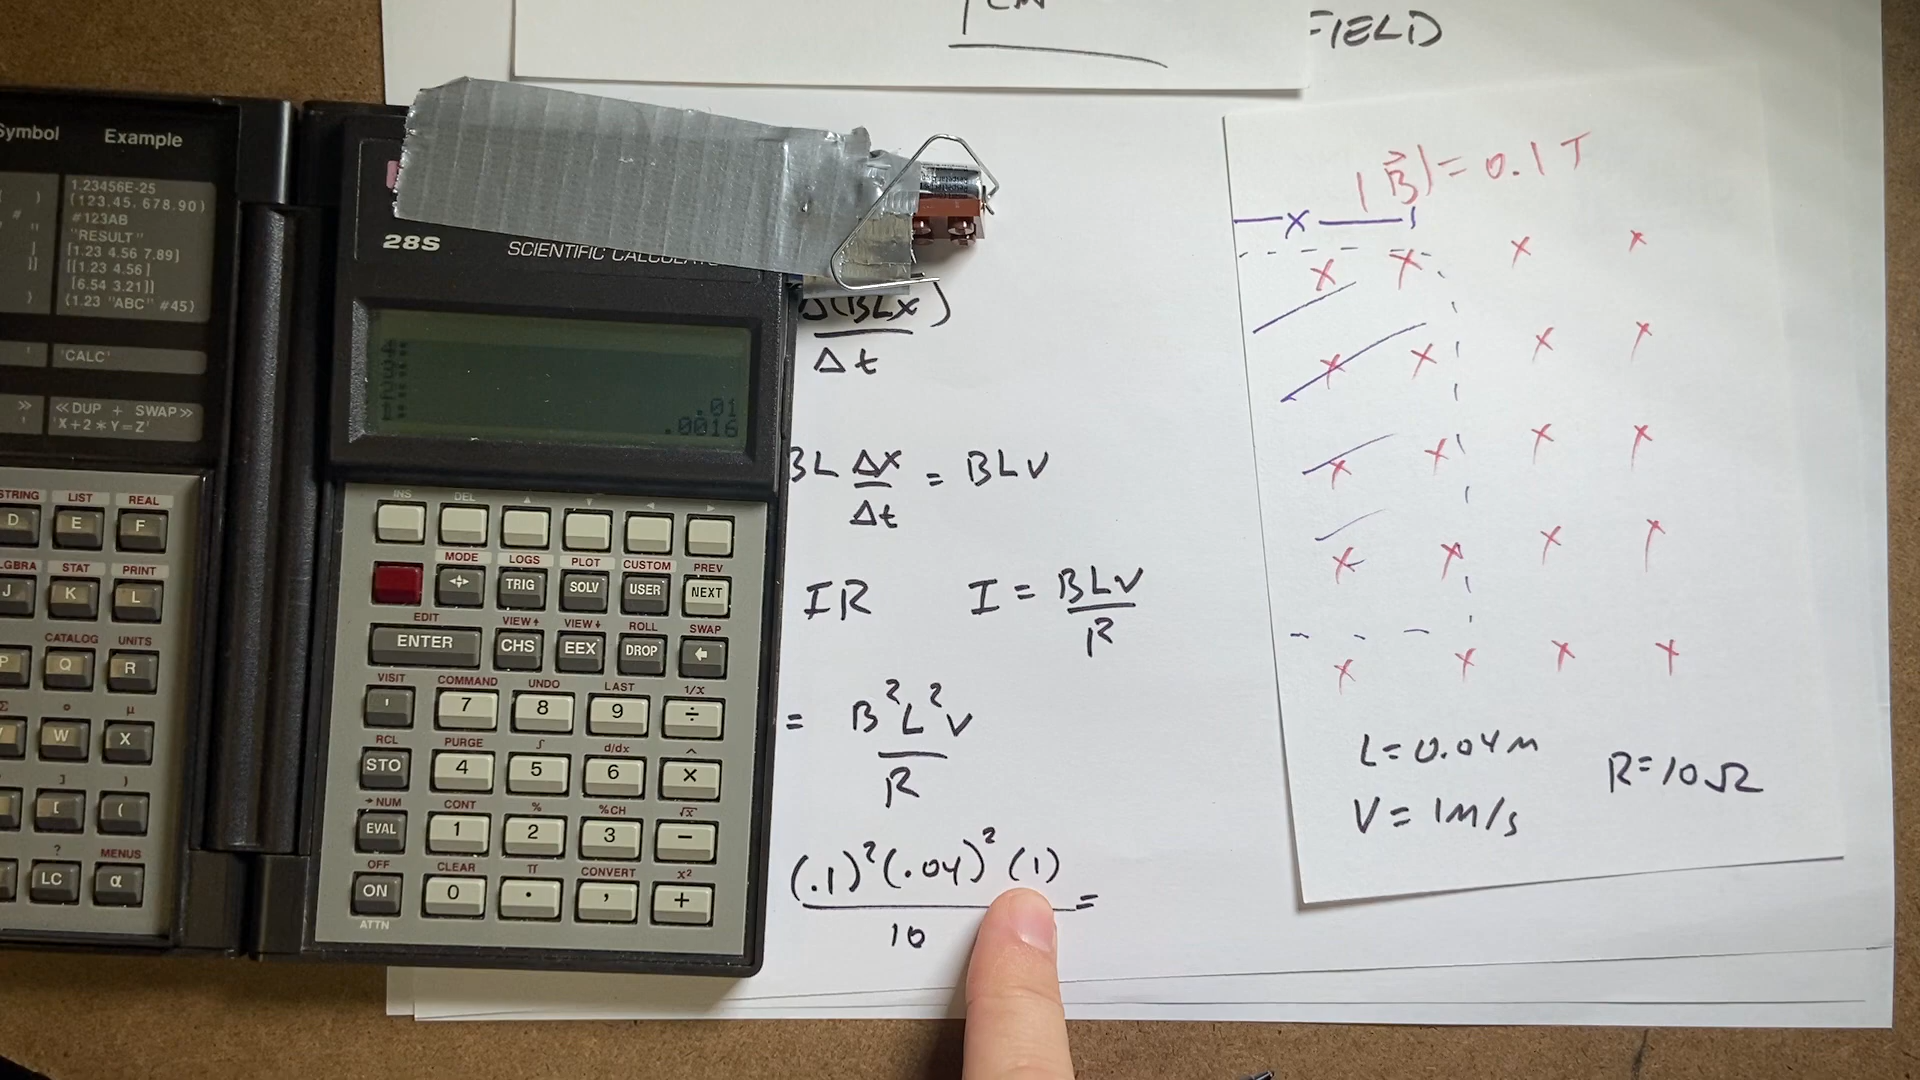 FIELD
Symbol Example
1.23456E-25
(123.45, 678.90)
#123AB
"RESULT"
[1.23 4.56 7.89]
[[1.23 4.56]
[6.54 3.21]]
(1.23 "ABC" #45)
'CALC'
≪DUP + SWAP≫
'X+2*Y=Z'
28S
SCIENTIFIC
.01
.0016
INS DEL ▲ ▼ ◄ ►
MODE LOGS PLOT CUSTOM PREV
TRIG SOLV USER NEXT
EDIT VIEW↑ VIEW↓ ROLL SWAP
ENTER CHS EEX DROP ←
VISIT COMMAND UNDO LAST 1/x
' 7 8 9 ÷
RCL PURGE ∫ d/dx ^
STO 4 5 6 ×
→NUM CONT % %CH √x
EVAL 1 2 3 −
OFF CLEAR π CONVERT x²
ON 0 . , +
ATTN
STRING LIST REAL
D E F
STAT PRINT
J K L
CATALOG UNITS
P Q R
° μ
W X
] )
[ (
? MENUS
LC α
Δ(BLx)
Δt
BL Δx/Δt = BLV
IR I = BLV/R
= B²L²V/R
(.1)²(.04)²(1) =
10
|B⃗| = 0.1 T
x
L=0.04m
R=10Ω
V=1m/s